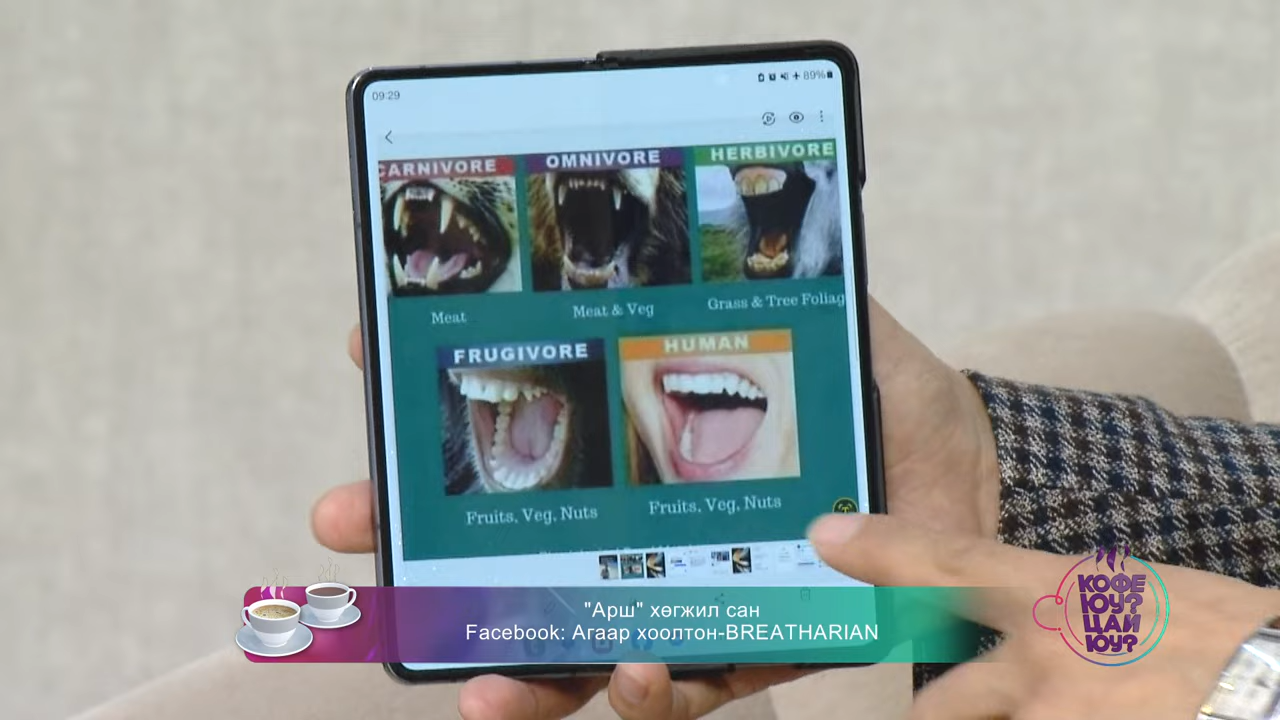 09:29
89%
CARNIVORE
OMNIVORE
HERBIVORE
Meat
Meat & Veg
Grass & Tree Foliag
FRUGIVORE
HUMAN
Fruits, Veg, Nuts
Fruits, Veg, Nuts
"Арш" хөгжил сан
Facebook: Агаар хоолтон-BREATHARIAN
КОФЕ
ЮУ?
ЦАЙ
ЮУ?